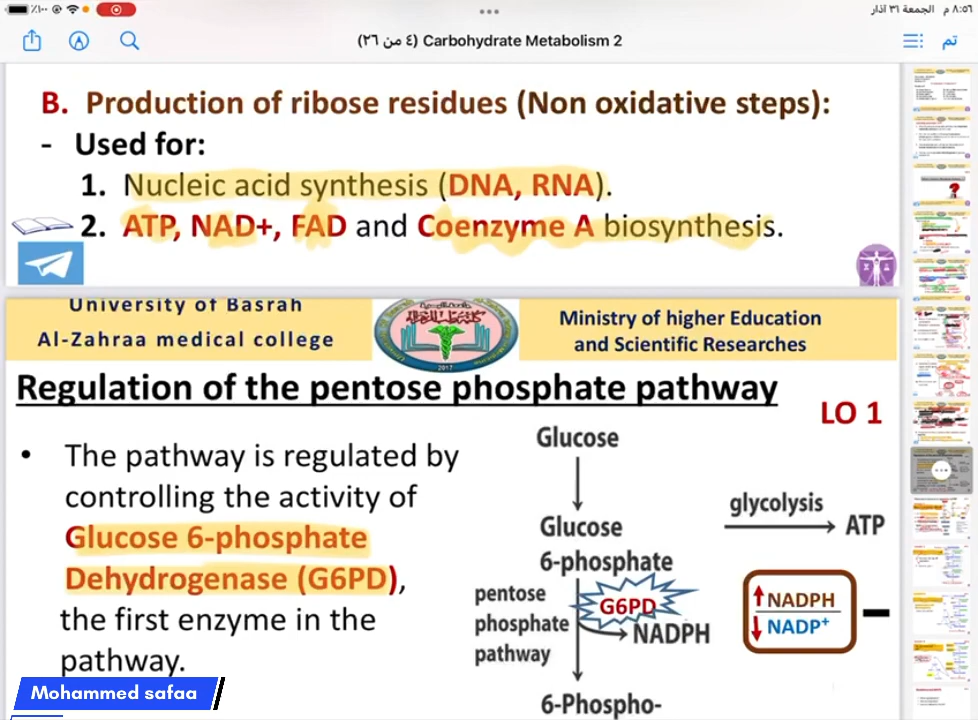 ٪١٠٠
٨:٥٦ م الجمعة ٣١ آذار
Carbohydrate Metabolism 2 (٤ من ٢٦)
تم
B. Production of ribose residues (Non oxidative steps):
- Used for:
1. Nucleic acid synthesis (DNA, RNA).
2. ATP, NAD+, FAD and Coenzyme A biosynthesis.
University of Basrah
Al-Zahraa medical college
2017
Ministry of higher Education
and Scientific Researches
Regulation of the pentose phosphate pathway
LO 1
• The pathway is regulated by
controlling the activity of
Glucose 6-phosphate
Dehydrogenase (G6PD),
the first enzyme in the
pathway.
Glucose
glycolysis
ATP
Glucose
6-phosphate
pentose
phosphate
pathway
G6PD
NADPH
↑ NADPH
↓ NADP+
6-Phospho-
Mohammed safaa